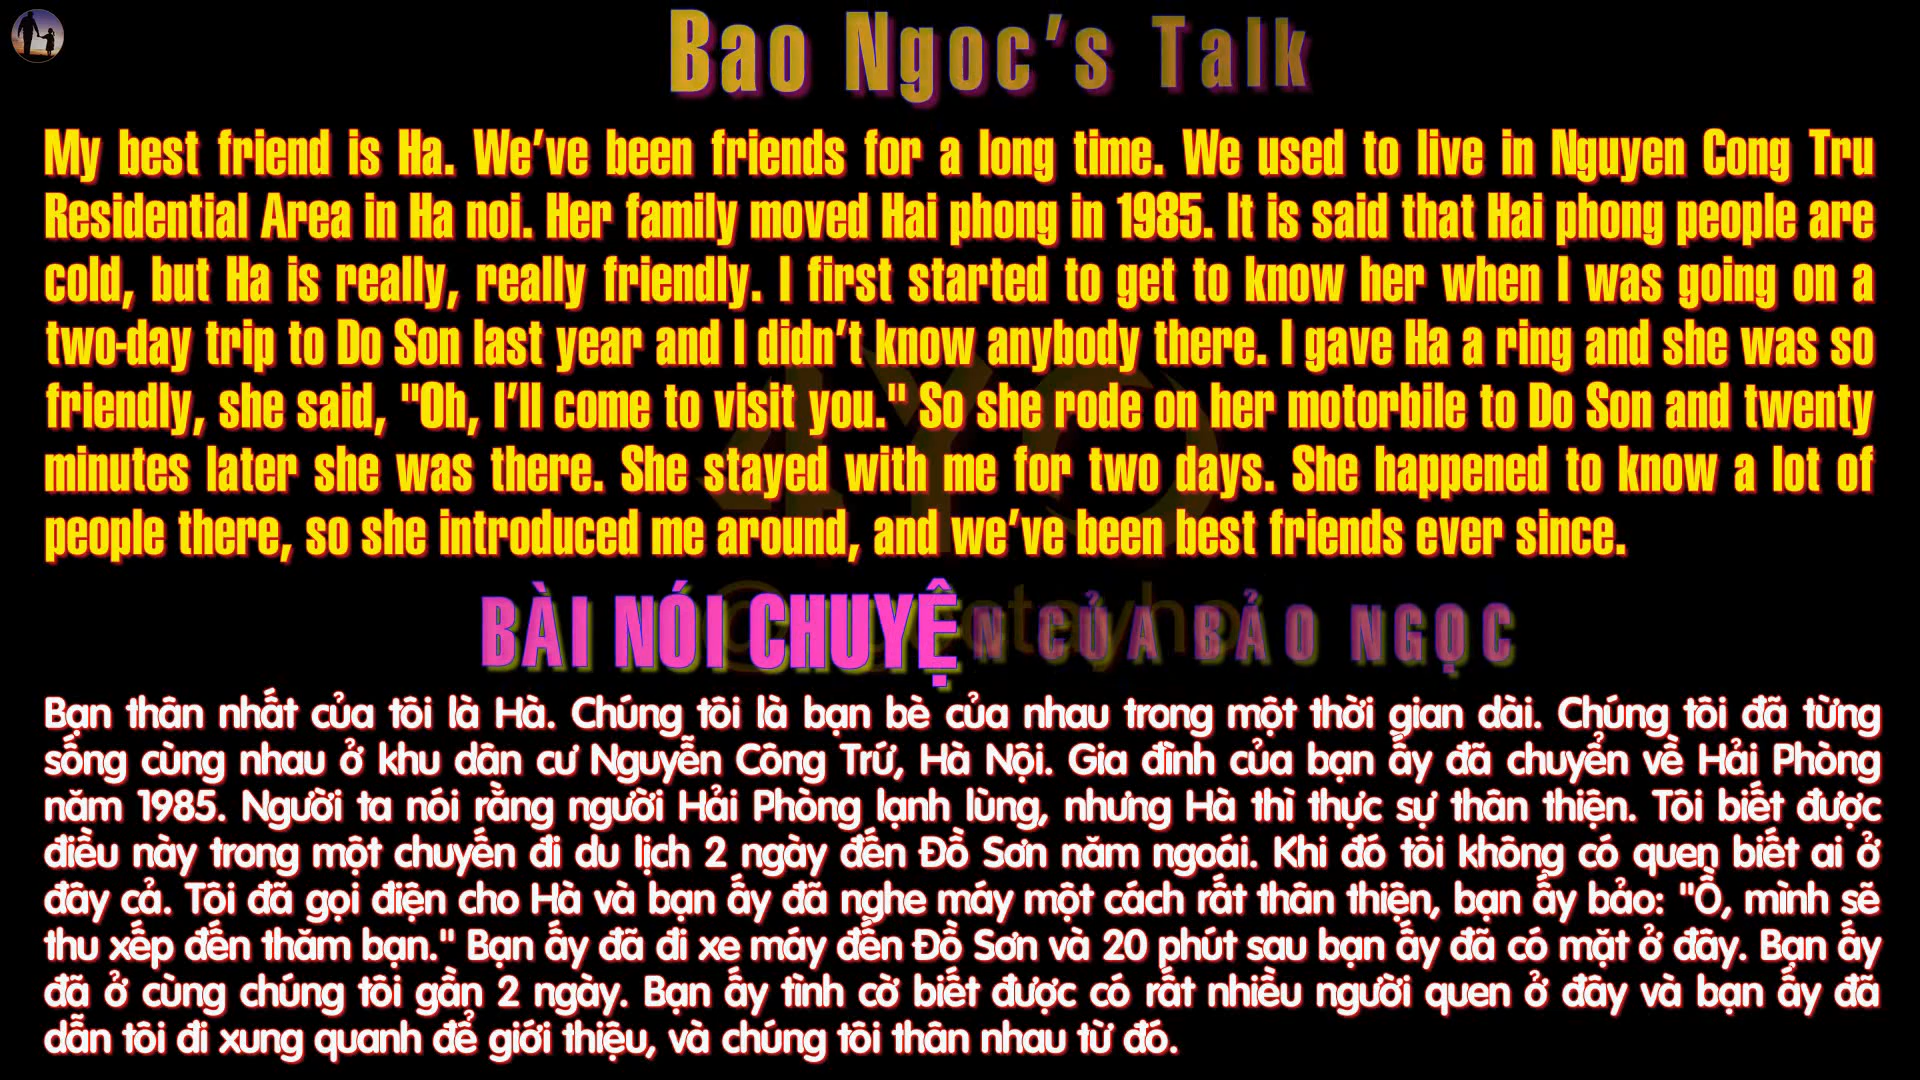 Bao Ngoc's Talk
My best friend is Ha. We've been friends for a long time. We used to live in Nguyen Cong Tru
Residential Area in Ha noi. Her family moved Hai phong in 1985. It is said that Hai phong people are
cold, but Ha is really, really friendly. I first started to get to know her when I was going on a
two-day trip to Do Son last year and I didn't know anybody there. I gave Ha a ring and she was so
friendly, she said, "Oh, I'll come to visit you." So she rode on her motorbile to Do Son and twenty
minutes later she was there. She stayed with me for two days. She happened to know a lot of
people there, so she introduced me around, and we've been best friends ever since.
BÀI NÓI CHUYỆN CỦA BẢO NGỌC
Bạn thân nhất của tôi là Hà. Chúng tôi là bạn bè của nhau trong một thời gian dài. Chúng tôi đã từng
sống cùng nhau ở khu dân cư Nguyễn Công Trứ, Hà Nội. Gia đình của bạn ấy đã chuyển về Hải Phòng
năm 1985. Người ta nói rằng người Hải Phòng lạnh lùng, nhưng Hà thì thực sự thân thiện. Tôi biết được
điều này trong một chuyến đi du lịch 2 ngày đến Đồ Sơn năm ngoái. Khi đó tôi không có quen biết ai ở
đây cả. Tôi đã gọi điện cho Hà và bạn ấy đã nghe máy một cách rất thân thiện, bạn ấy bảo: "Ồ, mình sẽ
thu xếp đến thăm bạn." Bạn ấy đã đi xe máy đến Đồ Sơn và 20 phút sau bạn ấy đã có mặt ở đây. Bạn ấy
đã ở cùng chúng tôi gần 2 ngày. Bạn ấy tình cờ biết được có rất nhiều người quen ở đây và bạn ấy đã
dẫn tôi đi xung quanh để giới thiệu, và chúng tôi thân nhau từ đó.